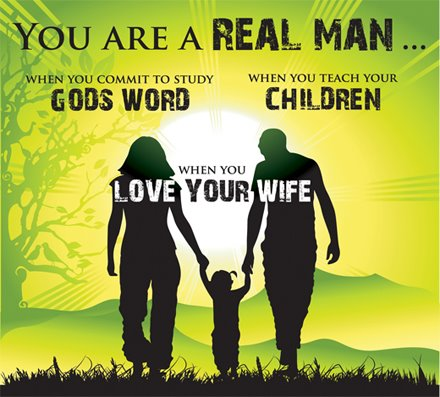 YOU ARE A REAL MAN ...
WHEN YOU COMMIT TO STUDY
GODS WORD
WHEN YOU TEACH YOUR
CHILDREN
WHEN YOU
LOVE YOUR WIFE